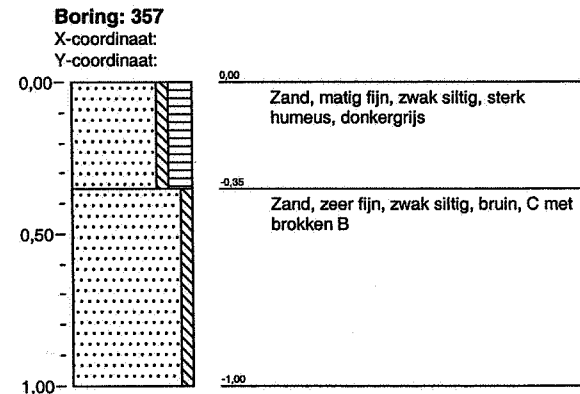 Boring: 357
X-coordinaat:
Y-coordinaat:
0,00
0,00
Zand, matig fijn, zwak siltig, sterk
humeus, donkergrijs
-0,35
Zand, zeer fijn, zwak siltig, bruin, C met
brokken B
0,50
1,00
-1,00